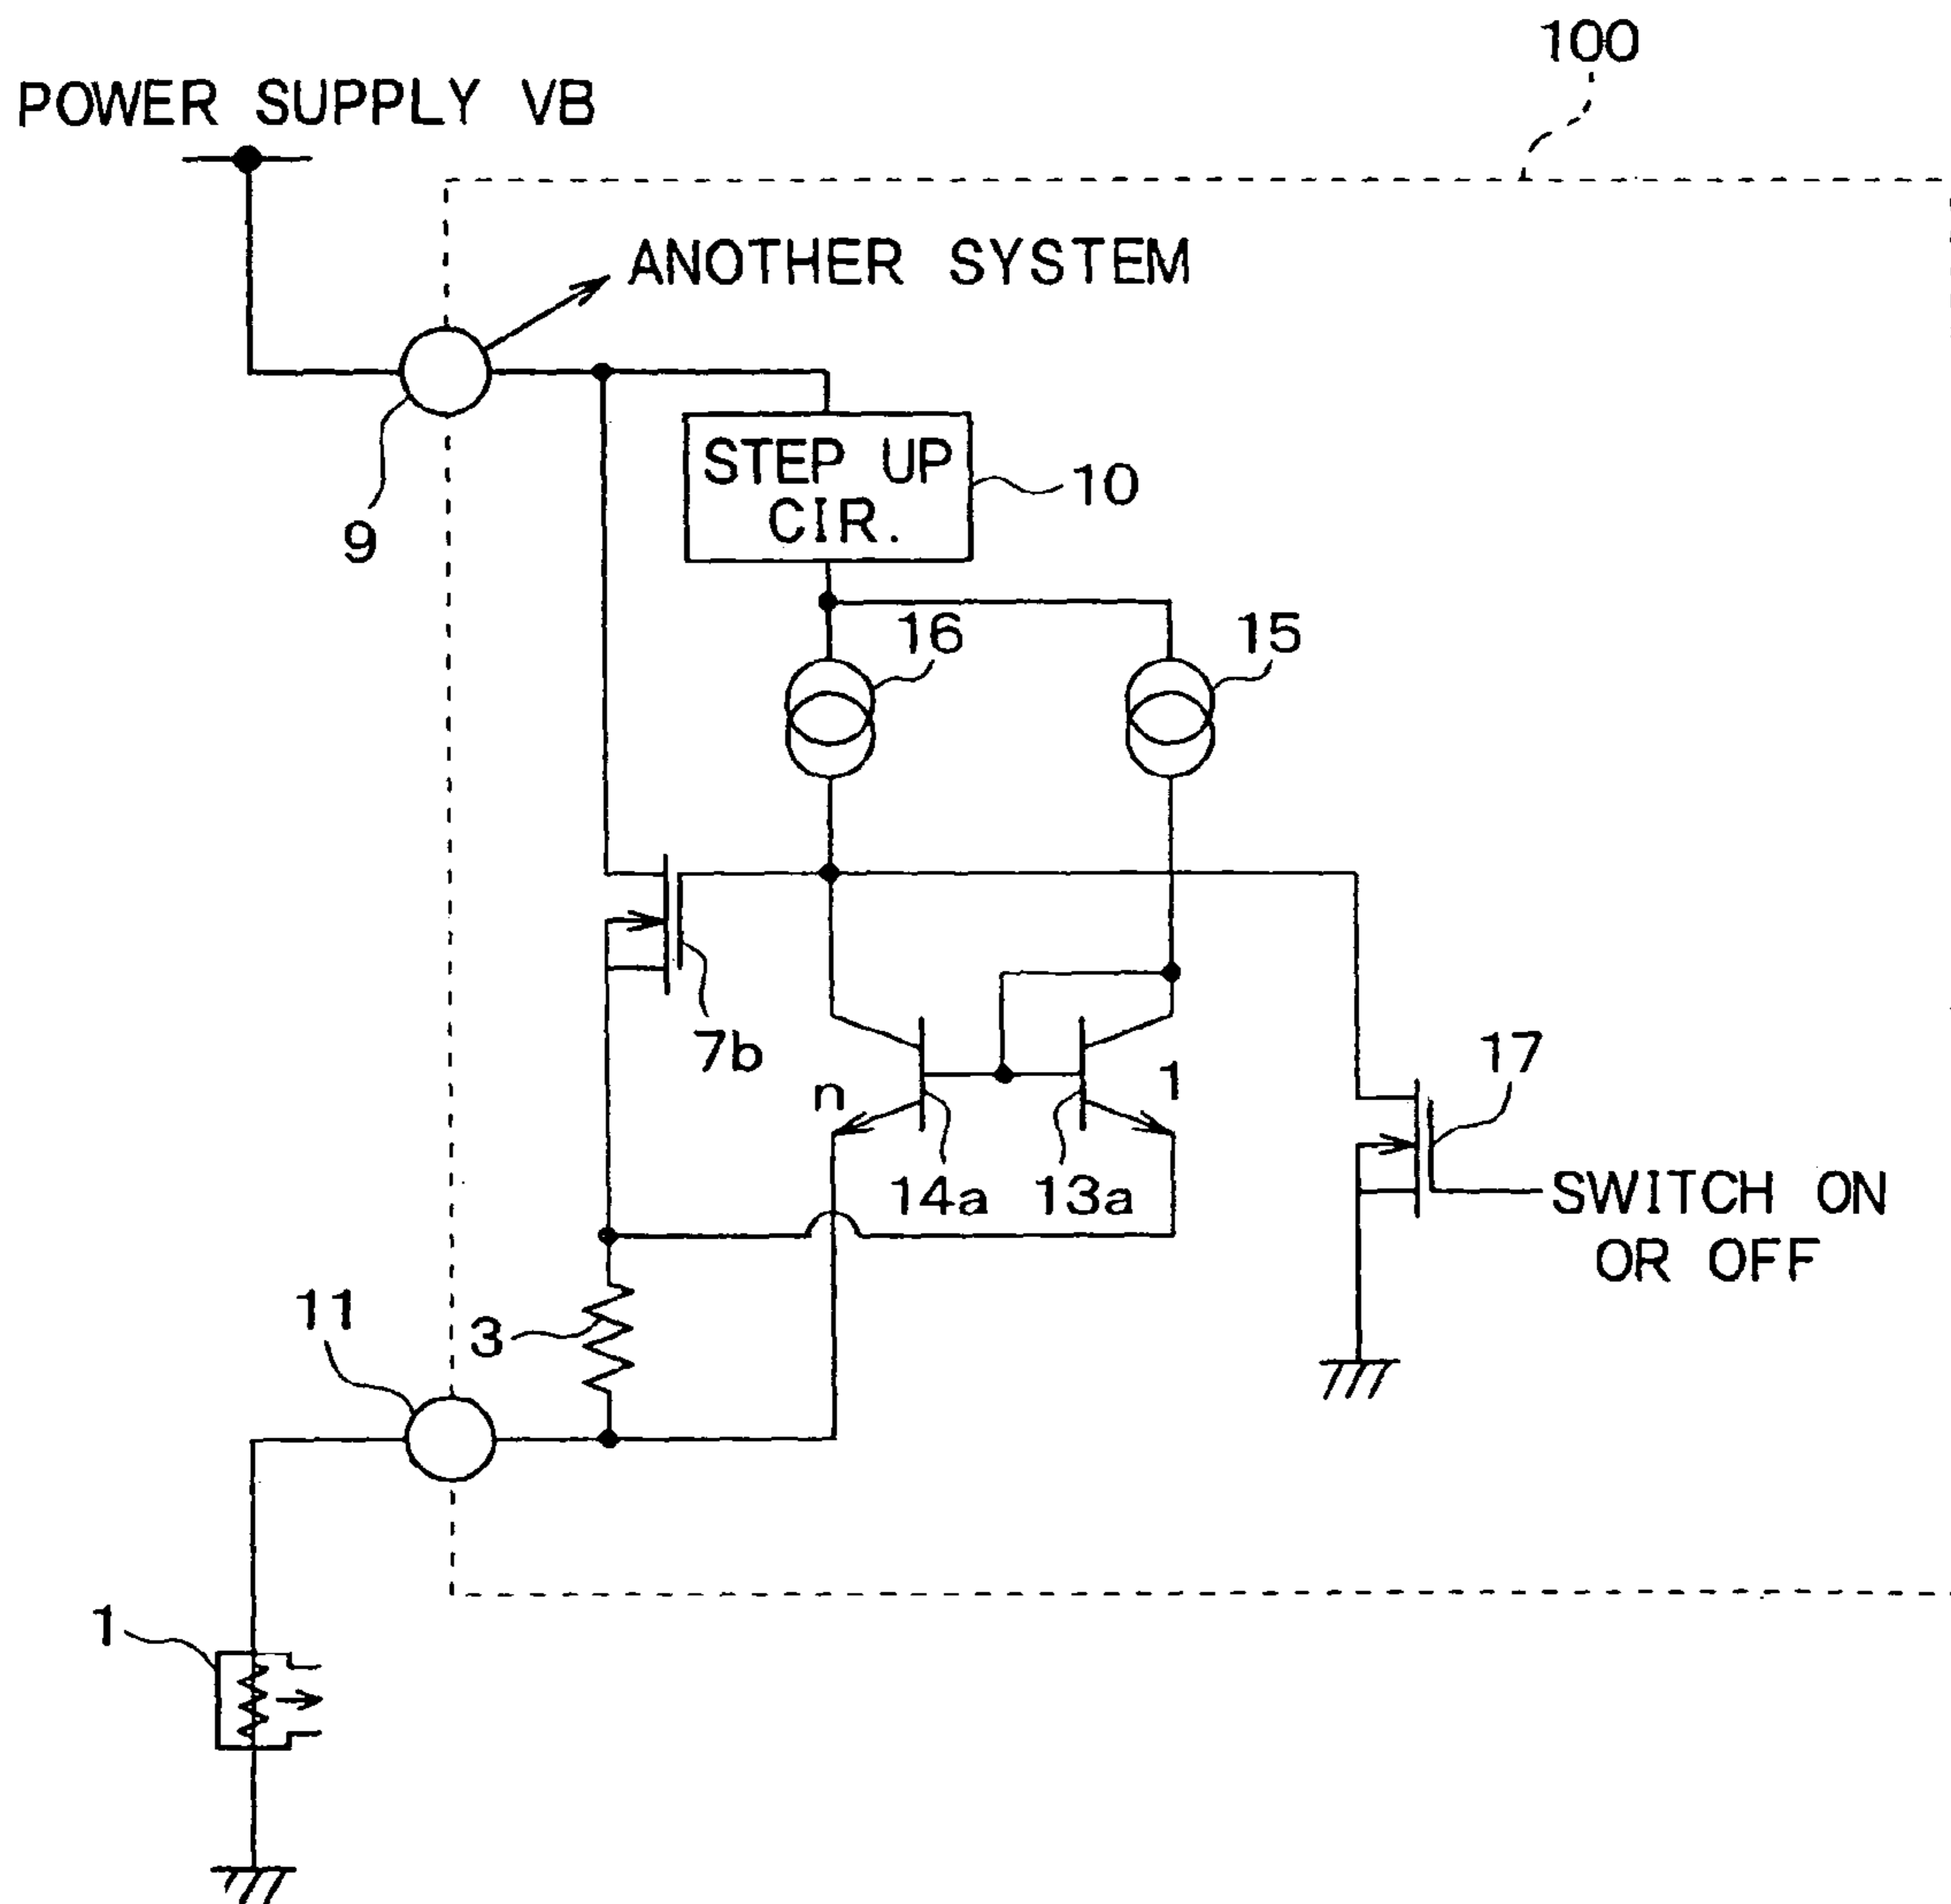 100
POWER SUPPLY VB
ANOTHER SYSTEM
9
STEP UP
CIR.
10
16
15
7b
n
1
17
14a
13a
SWITCH ON
OR OFF
11
3
1